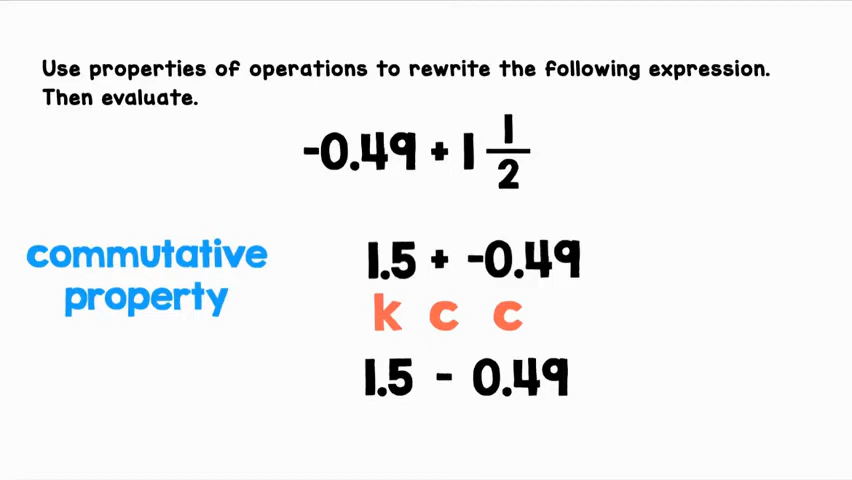 Use properties of operations to rewrite the following expression.
Then evaluate.
-0.49 + 1 1/2
commutative
property
1.5 + -0.49
k c c
1.5 - 0.49